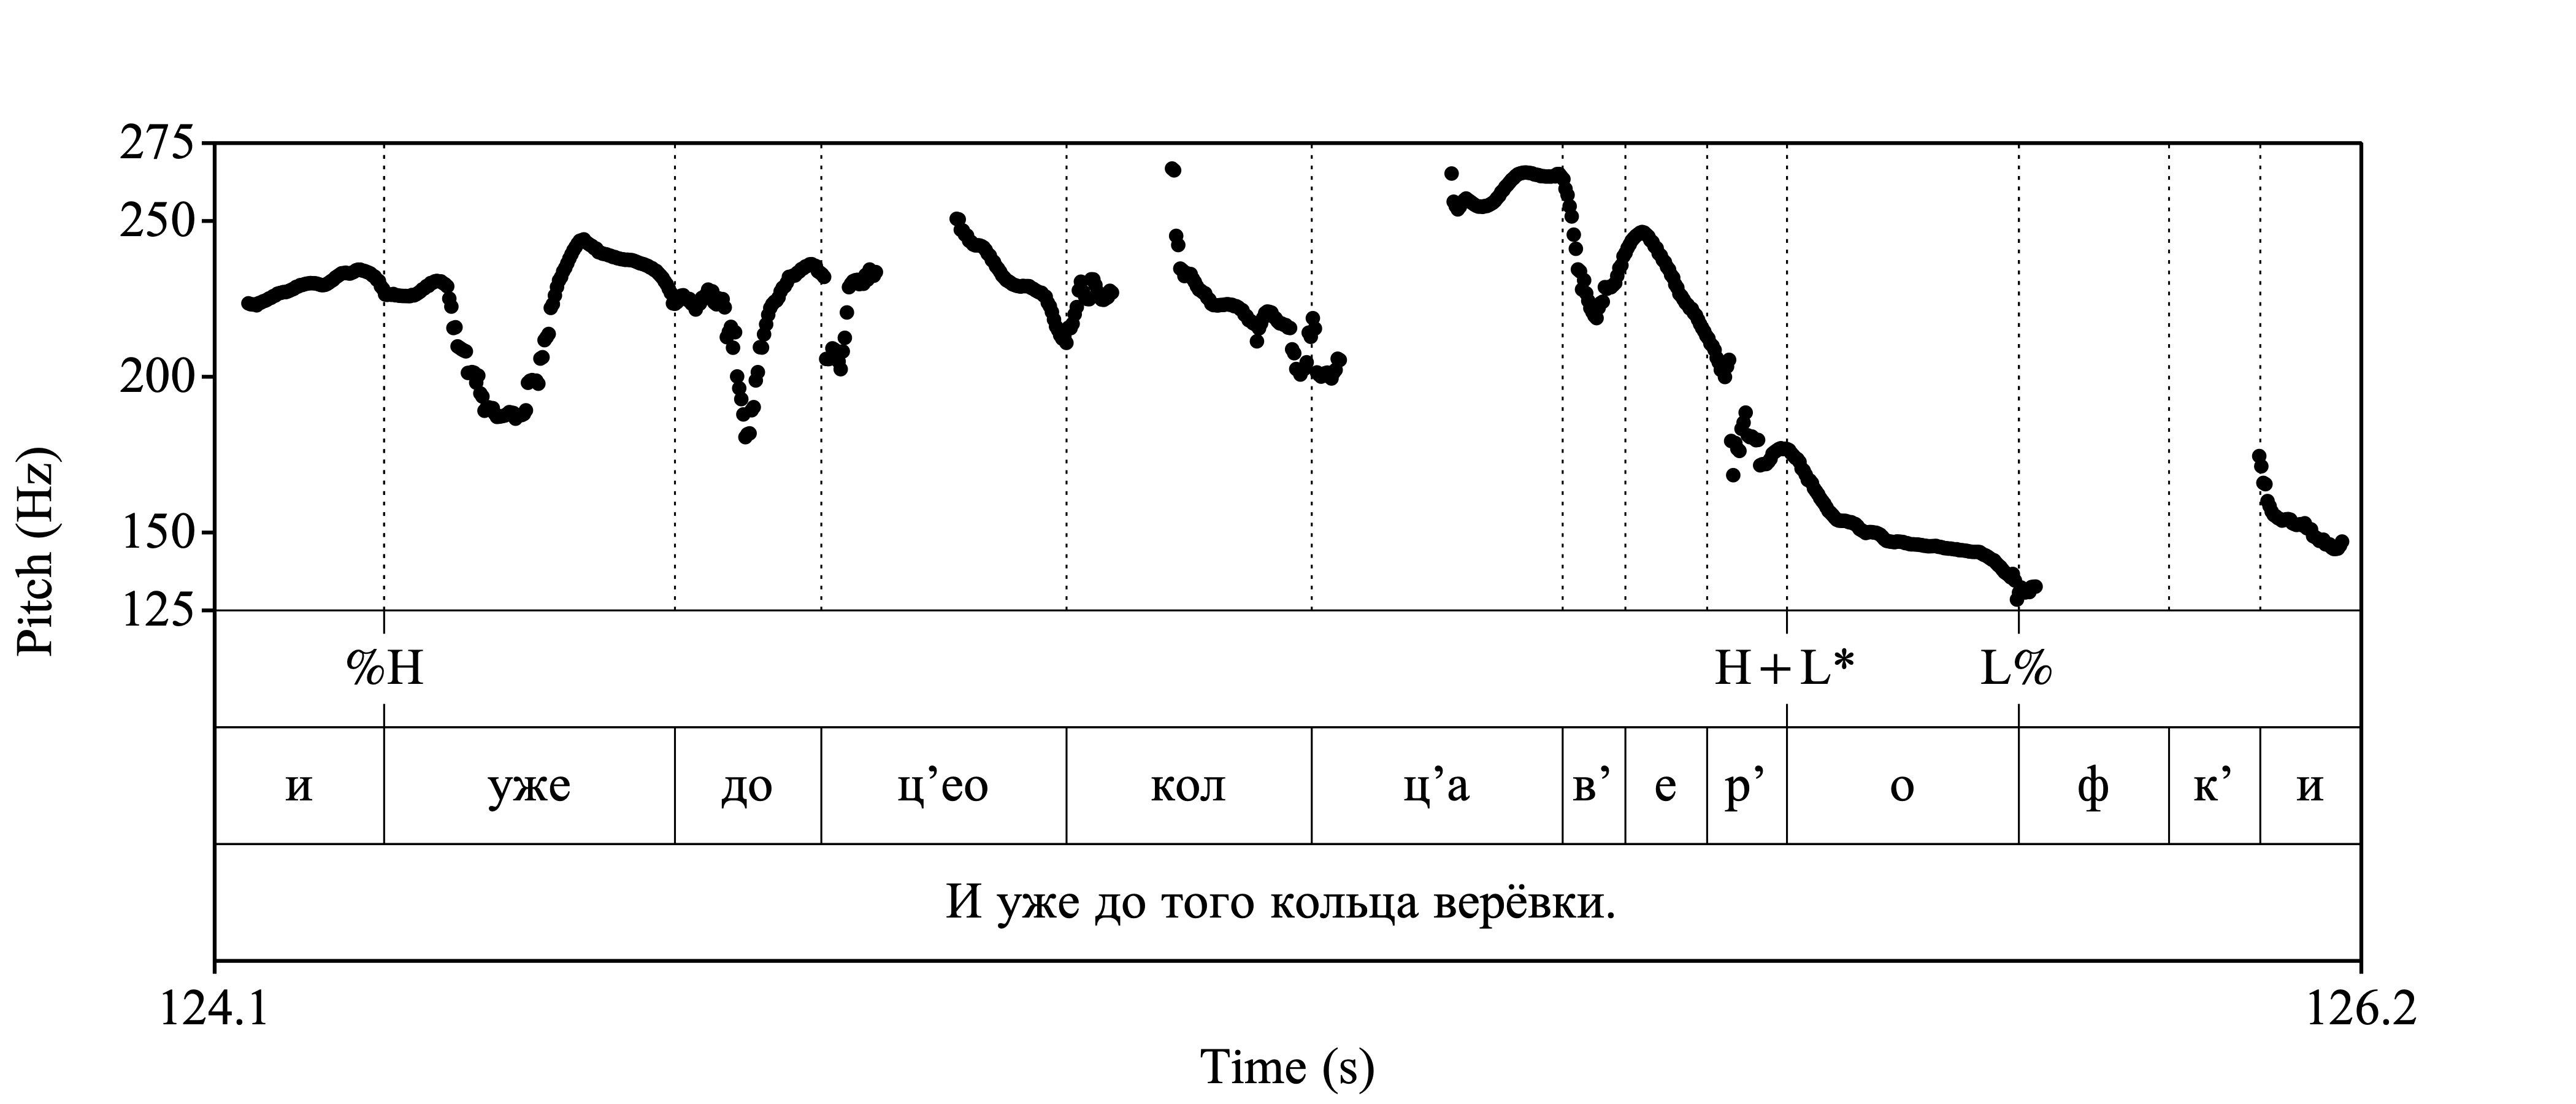 275
250
200
150
125
Pitch (Hz)
%H H+L* L%
и уже до ц’ео кол ц’а в’ е р’ о ф к’ и
И уже до того кольца верёвки.
124.1 126.2
Time (s)